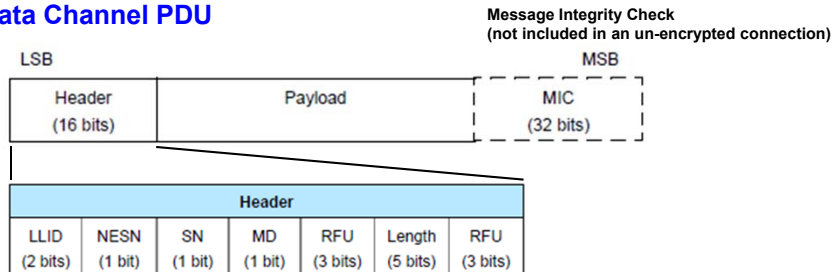 ata Channel PDU
Message Integrity Check
(not included in an un-encrypted connection)
LSB
MSB
Header
(16 bits)
Payload
MIC
(32 bits)
Header
LLID
(2 bits)
NESN
(1 bit)
SN
(1 bit)
MD
(1 bit)
RFU
(3 bits)
Length
(5 bits)
RFU
(3 bits)